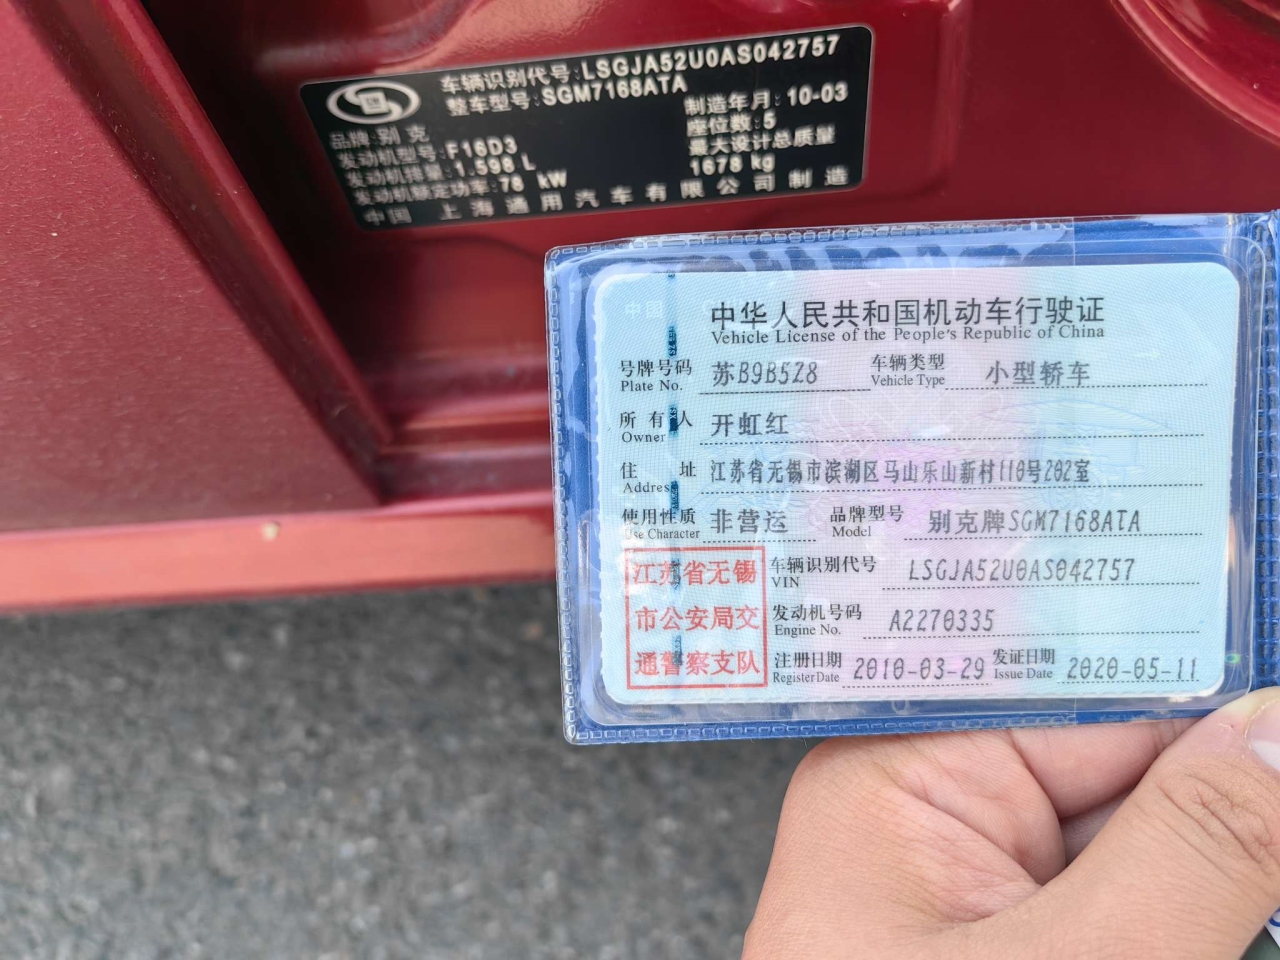 车辆识别代号:LSGJA52U0AS042757
整车型号:SGM7168ATA
品牌:别克
制造年月:10-03
发动机型号:F16D3
座位数:5
发动机排量:1.598 L
最大设计总质量
发动机额定功率:78 kW
1678 kg
中国 上海通用汽车有限公司制造
中华人民共和国机动车行驶证
Vehicle License of the People's Republic of China
号牌号码 苏B9B5Z8 车辆类型 小型轿车
Plate No. Vehicle Type
所有人 开虹红
Owner
住址 江苏省无锡市滨湖区马山乐山新村110号202室
Address
使用性质 非营运 品牌型号 别克牌SGM7168ATA
Use Character Model
江苏省无锡
市公安局交
通警察支队
车辆识别代号 LSGJA52U0AS042757
VIN
发动机号码 A2270335
Engine No.
注册日期 2010-03-29 发证日期 2020-05-11
Register Date Issue Date